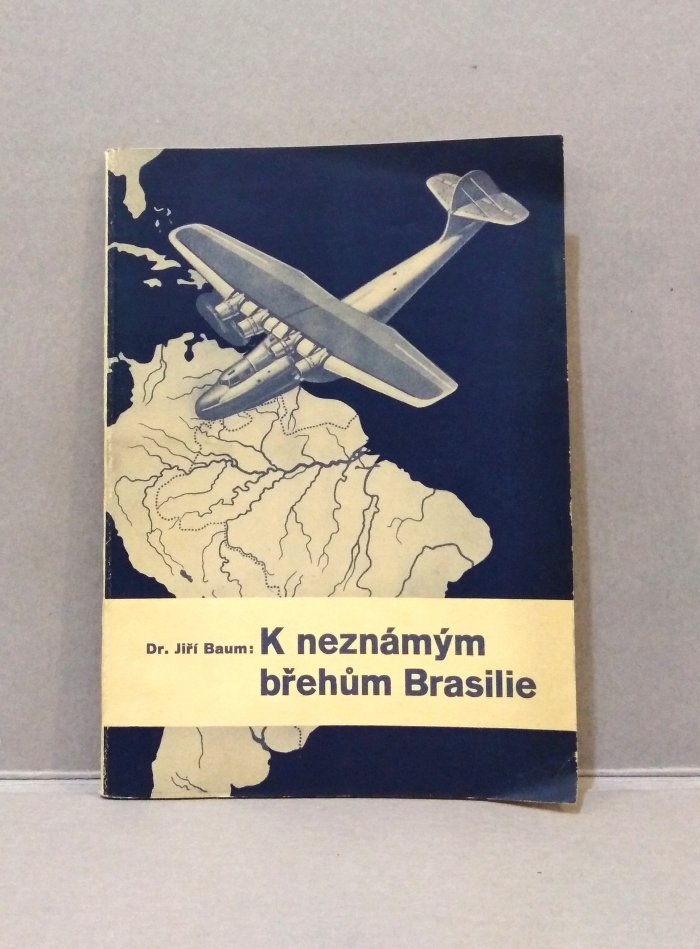 Dr. Jiří Baum: K neznámým
břehům Brasilie